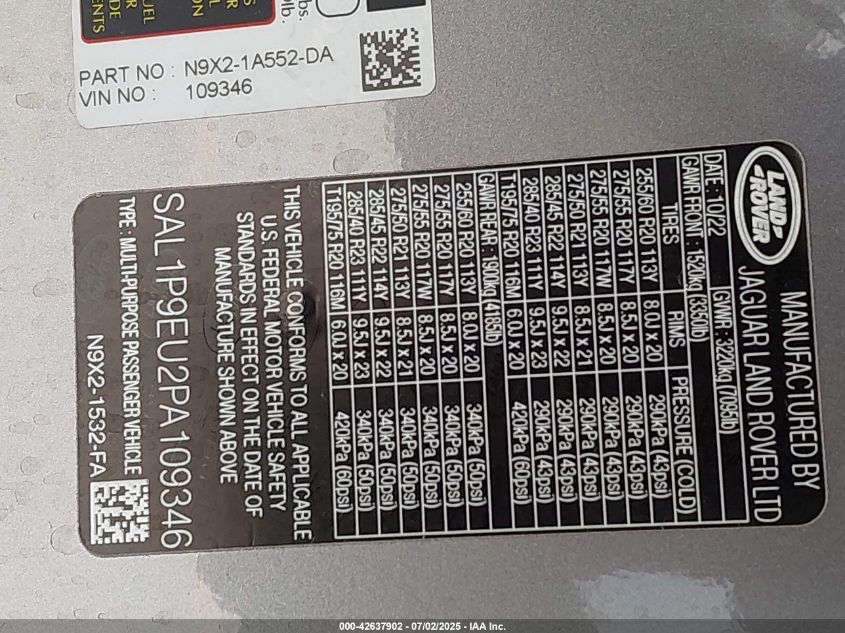 lbs.
lb.
PART NO : N9X2-1A552-DA
VIN NO : 109346
LAND ROVER
MANUFACTURED BY
JAGUAR LAND ROVER LTD
DATE : 10/22 GVWR : 3220kg (7095lb)
GAWR FRONT : 1520kg (3350lb)
TIRES RIMS PRESSURE (COLD)
255/60 R20 113Y 8.0J x 20 290kPa (43psi)
275/55 R20 117Y 8.5J x 20 290kPa (43psi)
275/55 R20 117W 8.5J x 20 290kPa (43psi)
275/50 R21 113Y 8.5J x 21 290kPa (43psi)
285/45 R22 114Y 9.5J x 22 290kPa (43psi)
285/40 R23 111Y 9.5J x 23 290kPa (43psi)
T195/75 R20 116M 6.0J x 20 420kPa (60psi)
GAWR REAR : 1900kg (4185lb)
255/60 R20 113Y 8.0J x 20 340kPa (50psi)
275/55 R20 117Y 8.5J x 20 340kPa (50psi)
275/55 R20 117W 8.5J x 20 340kPa (50psi)
275/50 R21 113Y 8.5J x 21 340kPa (50psi)
285/45 R22 114Y 9.5J x 22 340kPa (50psi)
285/40 R23 111Y 9.5J x 23 340kPa (50psi)
T195/75 R20 116M 6.0J x 20 420kPa (60psi)
THIS VEHICLE CONFORMS TO ALL APPLICABLE
U.S. FEDERAL MOTOR VEHICLE SAFETY
STANDARDS IN EFFECT ON THE DATE OF
MANUFACTURE SHOWN ABOVE
SAL1P9EU2PA109346
TYPE : MULTI-PURPOSE PASSENGER VEHICLE
N9X2-1532-FA
000-42637902 - 07/02/2025 - IAA Inc.